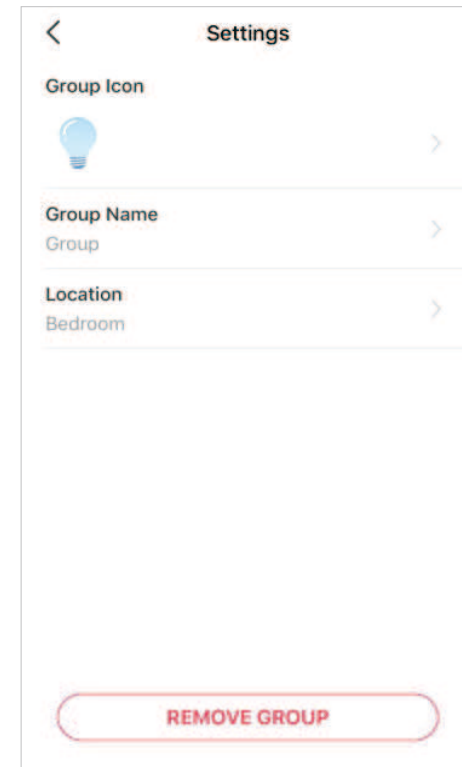 Settings
Group Icon
Group Name
Group
Location
Bedroom
REMOVE GROUP